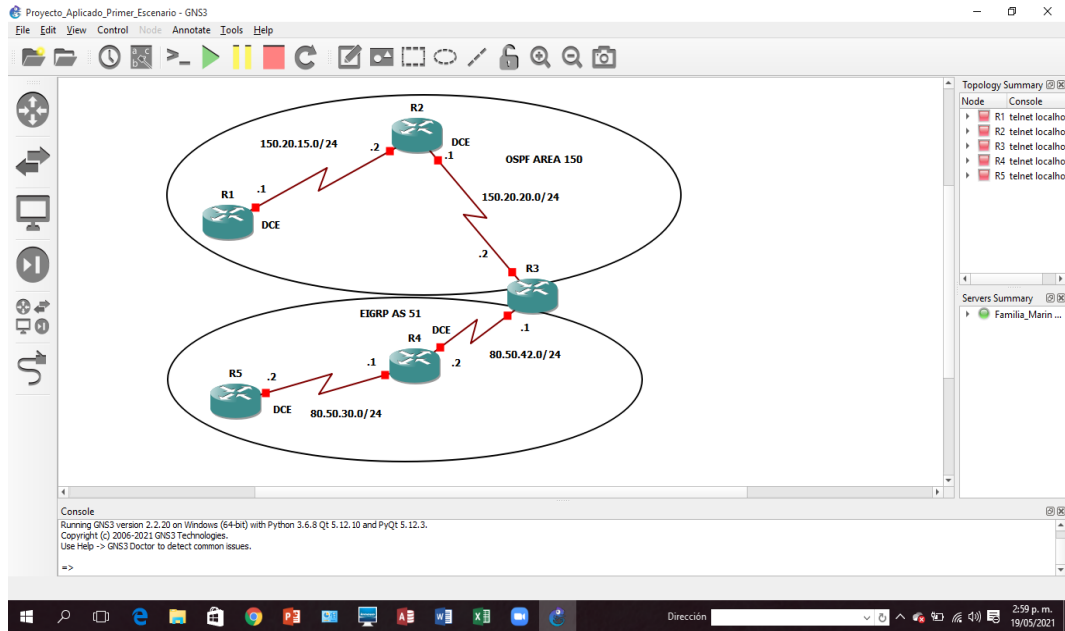 Proyecto_Aplicado_Primer_Escenario - GNS3
File Edit View Control Node Annotate Tools Help
Topology Summary
Node Console
R1 telnet localho
R2 telnet localho
R3 telnet localho
R4 telnet localho
R5 telnet localho
R2
150.20.15.0/24
.2
DCE
.1
OSPF AREA 150
R1
.1
150.20.20.0/24
DCE
.2
R3
EIGRP AS 51
DCE
.1
R4
80.50.42.0/24
.1
.2
R5
.2
DCE
80.50.30.0/24
Servers Summary
Familia_Marin ...
Console
Running GNS3 version 2.2.20 on Windows (64-bit) with Python 3.6.8 Qt 5.12.10 and PyQt 5.12.3.
Copyright (c) 2006-2021 GNS3 Technologies.
Use Help -> GNS3 Doctor to detect common issues.
=>
Dirección
2:59 p. m.
19/05/2021